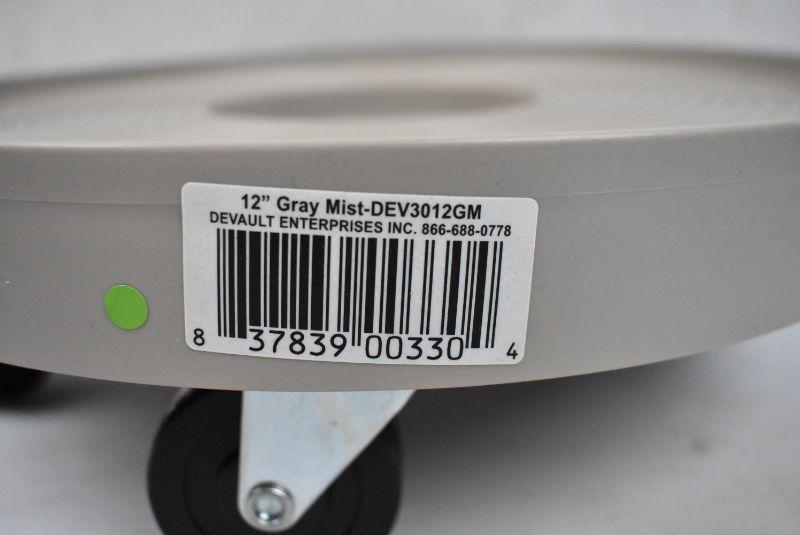 12” Gray Mist-DEV3012GM
DEVAULT ENTERPRISES INC. 866-688-0778
8 37839 00330 4